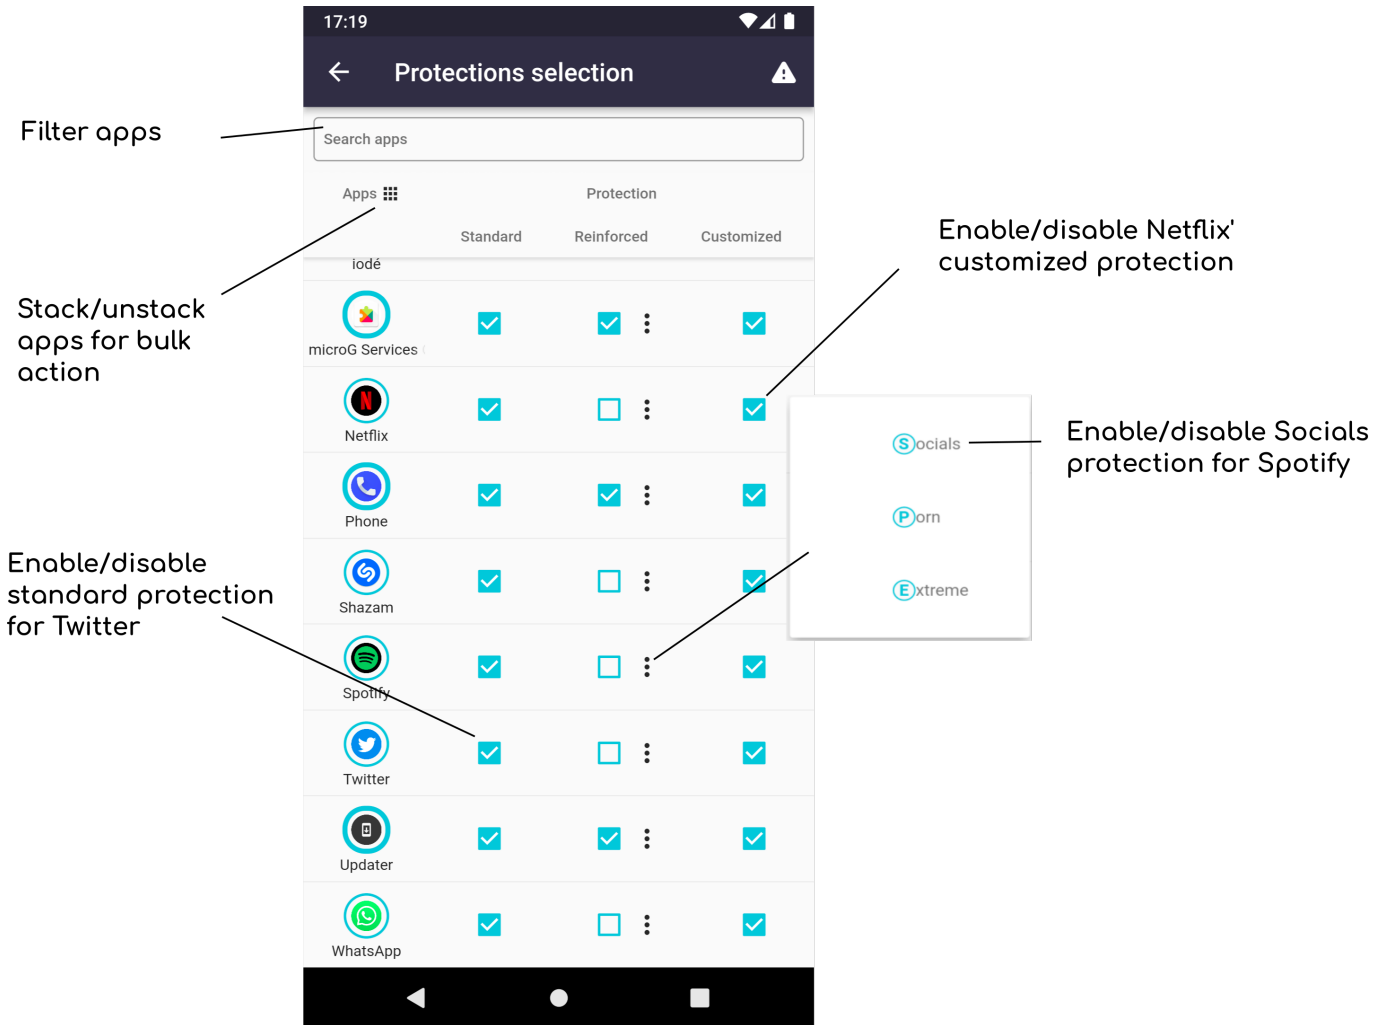 17:19
Protections selection
Filter apps
Search apps
Apps
Protection
Standard Reinforced Customized
iodé
Stack/unstack
apps for bulk
action
Enable/disable Netflix'
customized protection
microG Services
Netflix
Phone
Shazam
Spotify
Twitter
Updater
WhatsApp
Socials
Porn
Extreme
Enable/disable Socials
protection for Spotify
Enable/disable
standard protection
for Twitter